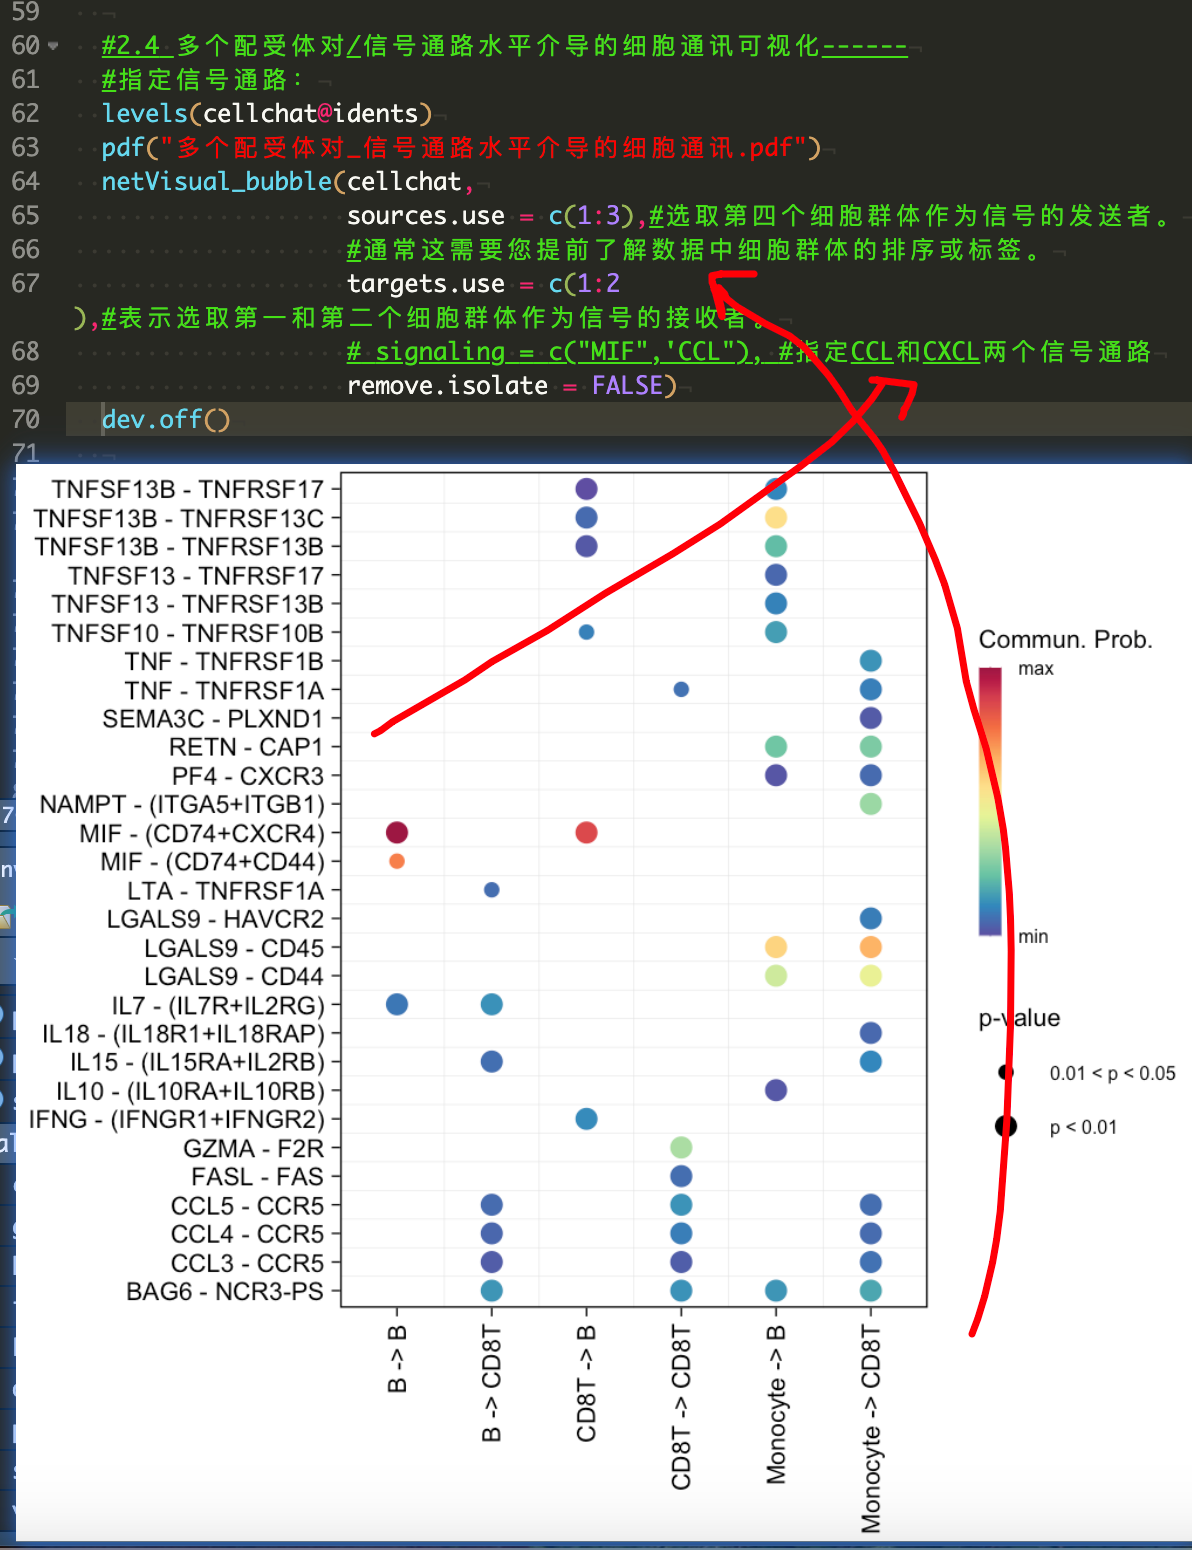 59
60 #2.4 多个配受体对/信号通路水平介导的细胞通讯可视化------
61 #指定信号通路：
62 levels(cellchat@idents)
63 pdf("多个配受体对_信号通路水平介导的细胞通讯.pdf")
64 netVisual_bubble(cellchat,
65 sources.use = c(1:3),#选取第四个细胞群体作为信号的发送者。
66 #通常这需要您提前了解数据中细胞群体的排序或标签。
67 targets.use = c(1:2
),#表示选取第一和第二个细胞群体作为信号的接收者。
68 # signaling = c("MIF",'CCL"), #指定CCL和CXCL两个信号通路
69 remove.isolate = FALSE)
70 dev.off()
71
TNFSF13B - TNFRSF17
TNFSF13B - TNFRSF13C
TNFSF13B - TNFRSF13B
TNFSF13 - TNFRSF17
TNFSF13 - TNFRSF13B
TNFSF10 - TNFRSF10B
TNF - TNFRSF1B
TNF - TNFRSF1A
SEMA3C - PLXND1
RETN - CAP1
PF4 - CXCR3
NAMPT - (ITGA5+ITGB1)
MIF - (CD74+CXCR4)
MIF - (CD74+CD44)
LTA - TNFRSF1A
LGALS9 - HAVCR2
LGALS9 - CD45
LGALS9 - CD44
IL7 - (IL7R+IL2RG)
IL18 - (IL18R1+IL18RAP)
IL15 - (IL15RA+IL2RB)
IL10 - (IL10RA+IL10RB)
IFNG - (IFNGR1+IFNGR2)
GZMA - F2R
FASL - FAS
CCL5 - CCR5
CCL4 - CCR5
CCL3 - CCR5
BAG6 - NCR3-PS
B -> B
B -> CD8T
CD8T -> B
CD8T -> CD8T
Monocyte -> B
Monocyte -> CD8T
Commun. Prob.
max
min
p-value
0.01 < p < 0.05
p < 0.01